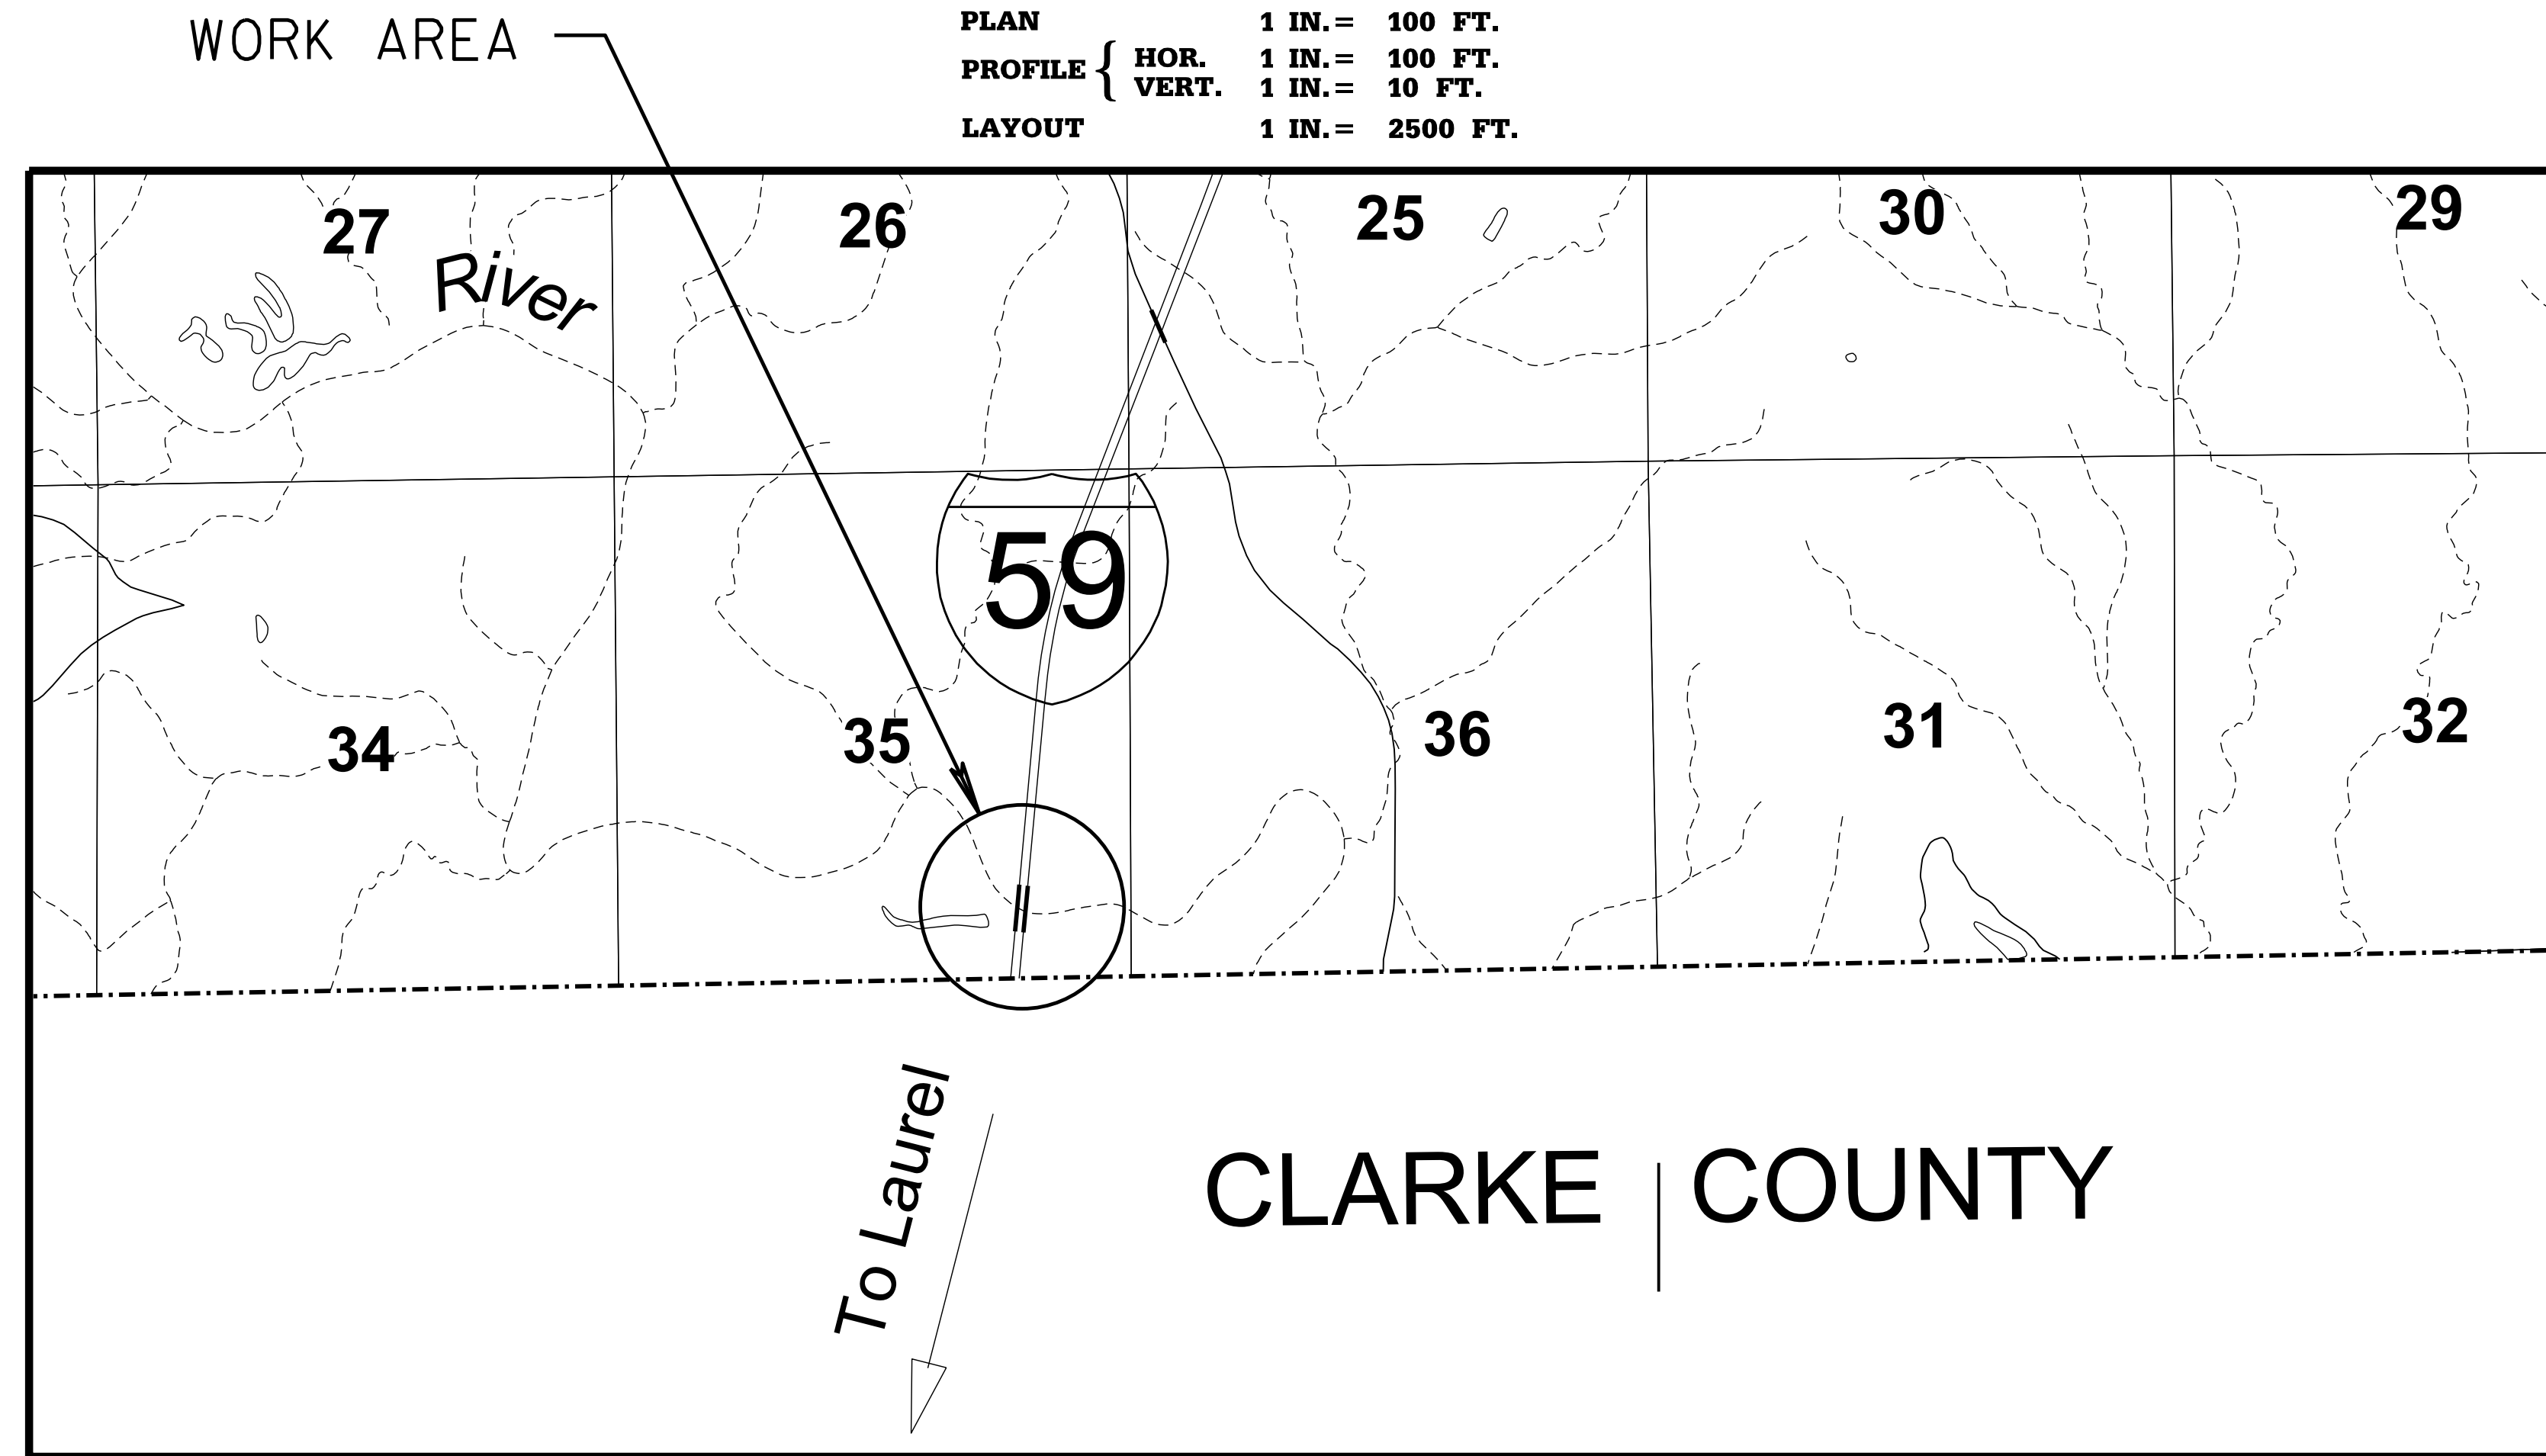 WORK AREA
PLAN 1 IN.= 100 FT.
PROFILE { HOR. 1 IN.= 100 FT.
VERT. 1 IN.= 10 FT.
LAYOUT 1 IN.= 2500 FT.
27 26 25 30 29
River
59
34 35 36 31 32
To Laurel
CLARKE COUNTY